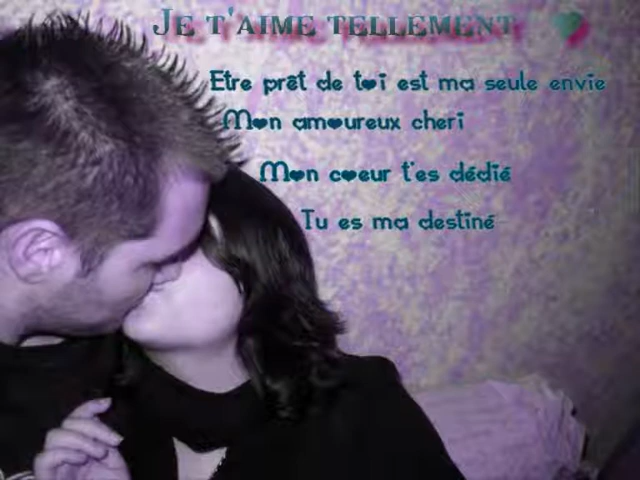 Je t'aime tellement
Etre prêt de toi est ma seule envie
Mon amoureux cheri
Mon coeur t'es dédié
Tu es ma destiné